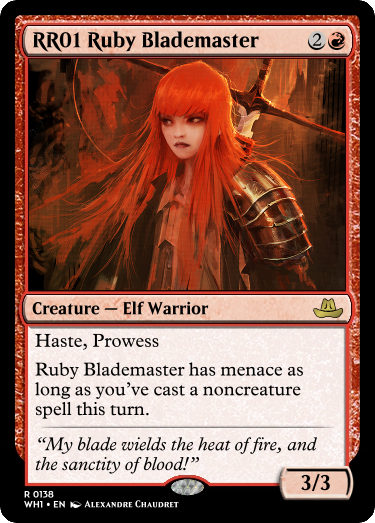 RR01 Ruby Blademaster 2
Creature — Elf Warrior
Haste, Prowess
Ruby Blademaster has menace as
long as you've cast a noncreature
spell this turn.
“My blade wields the heat of fire, and
the sanctity of blood!”
3/3
R 0138
WH1 • EN Alexandre Chaudret